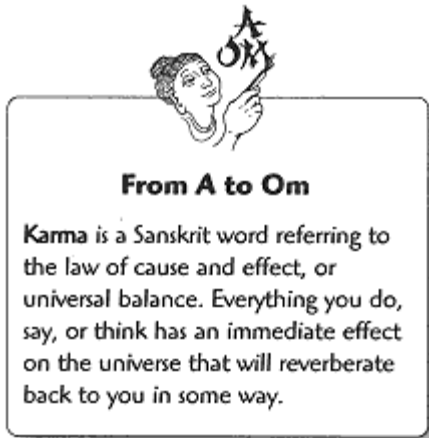 A
OM
From A to Om
Karma is a Sanskrit word referring to
the law of cause and effect, or
universal balance. Everything you do,
say, or think has an immediate effect
on the universe that will reverberate
back to you in some way.